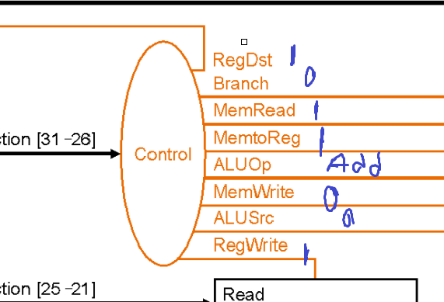 RegDst 1
Branch 0
MemRead 1
ction [31–26]
MemtoReg 1
Control
ALUOp Add
MemWrite 0
ALUSrc 0
RegWrite 1
ction [25–21]
Read